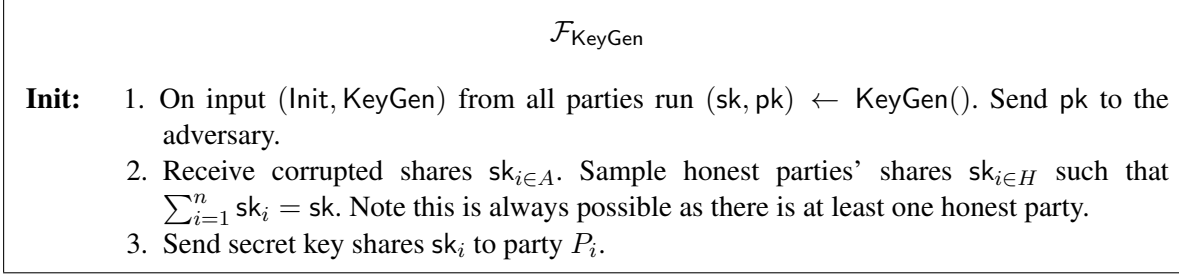 𝓕_KeyGen
Init: 1. On input (Init, KeyGen) from all parties run (sk, pk) ← KeyGen(). Send pk to the
adversary.
2. Receive corrupted shares sk_{i∈A}. Sample honest parties' shares sk_{i∈H} such that
∑_{i=1}^{n} sk_i = sk. Note this is always possible as there is at least one honest party.
3. Send secret key shares sk_i to party P_i.